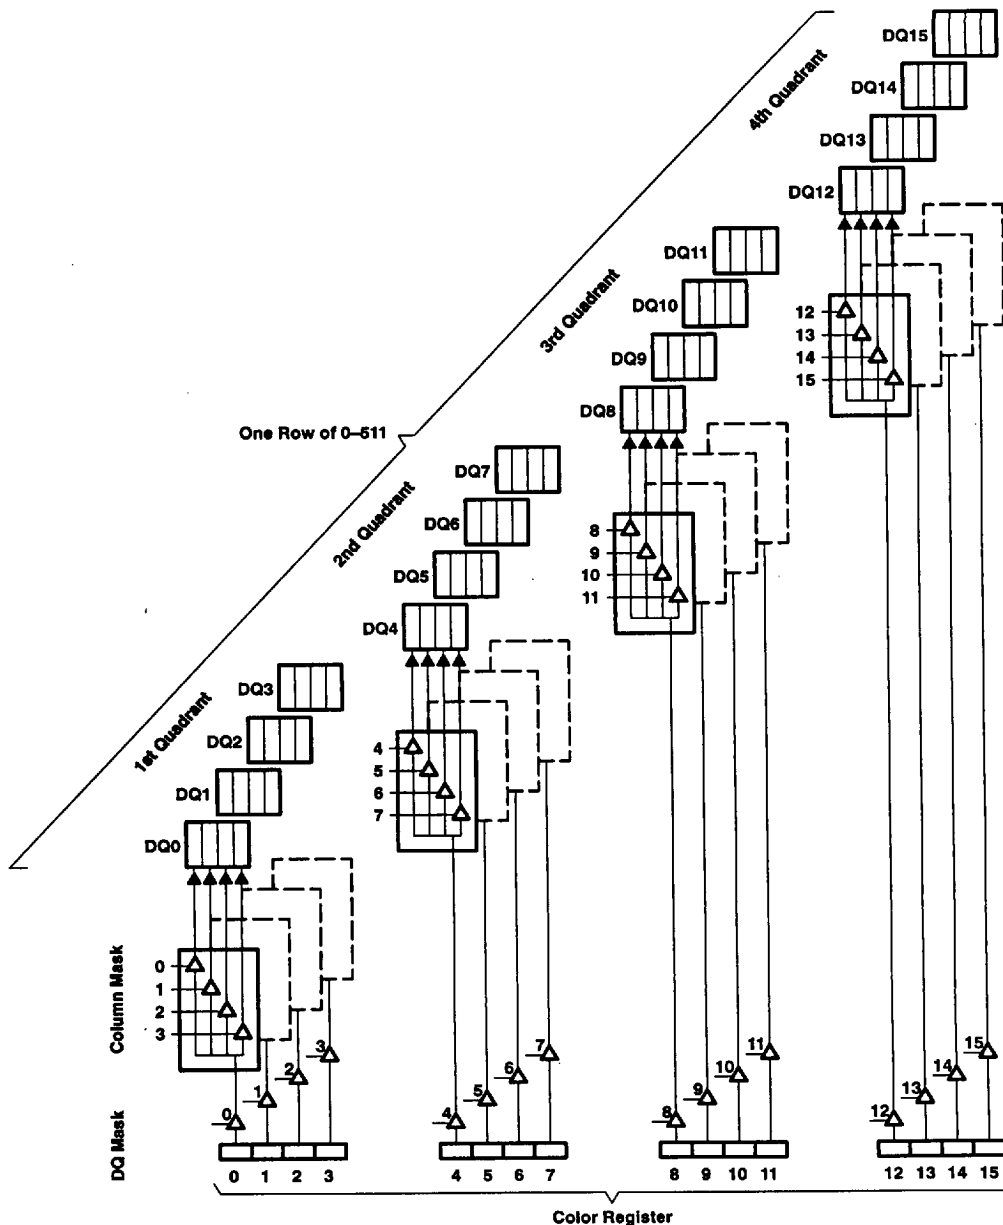 DQ15
DQ14
DQ13
DQ12
4th Quadrant
12
13
14
15
DQ11
DQ10
DQ9
DQ8
3rd Quadrant
8
9
10
11
One Row of 0–511
DQ7
DQ6
DQ5
DQ4
2nd Quadrant
4
5
6
7
DQ3
DQ2
DQ1
DQ0
1st Quadrant
Column Mask
0
1
2
3
DQ Mask
0 1 2 3 4 5 6 7 8 9 10 11 12 13 14 15
0 1 2 3 4 5 6 7 8 9 10 11 12 13 14 15
Color Register